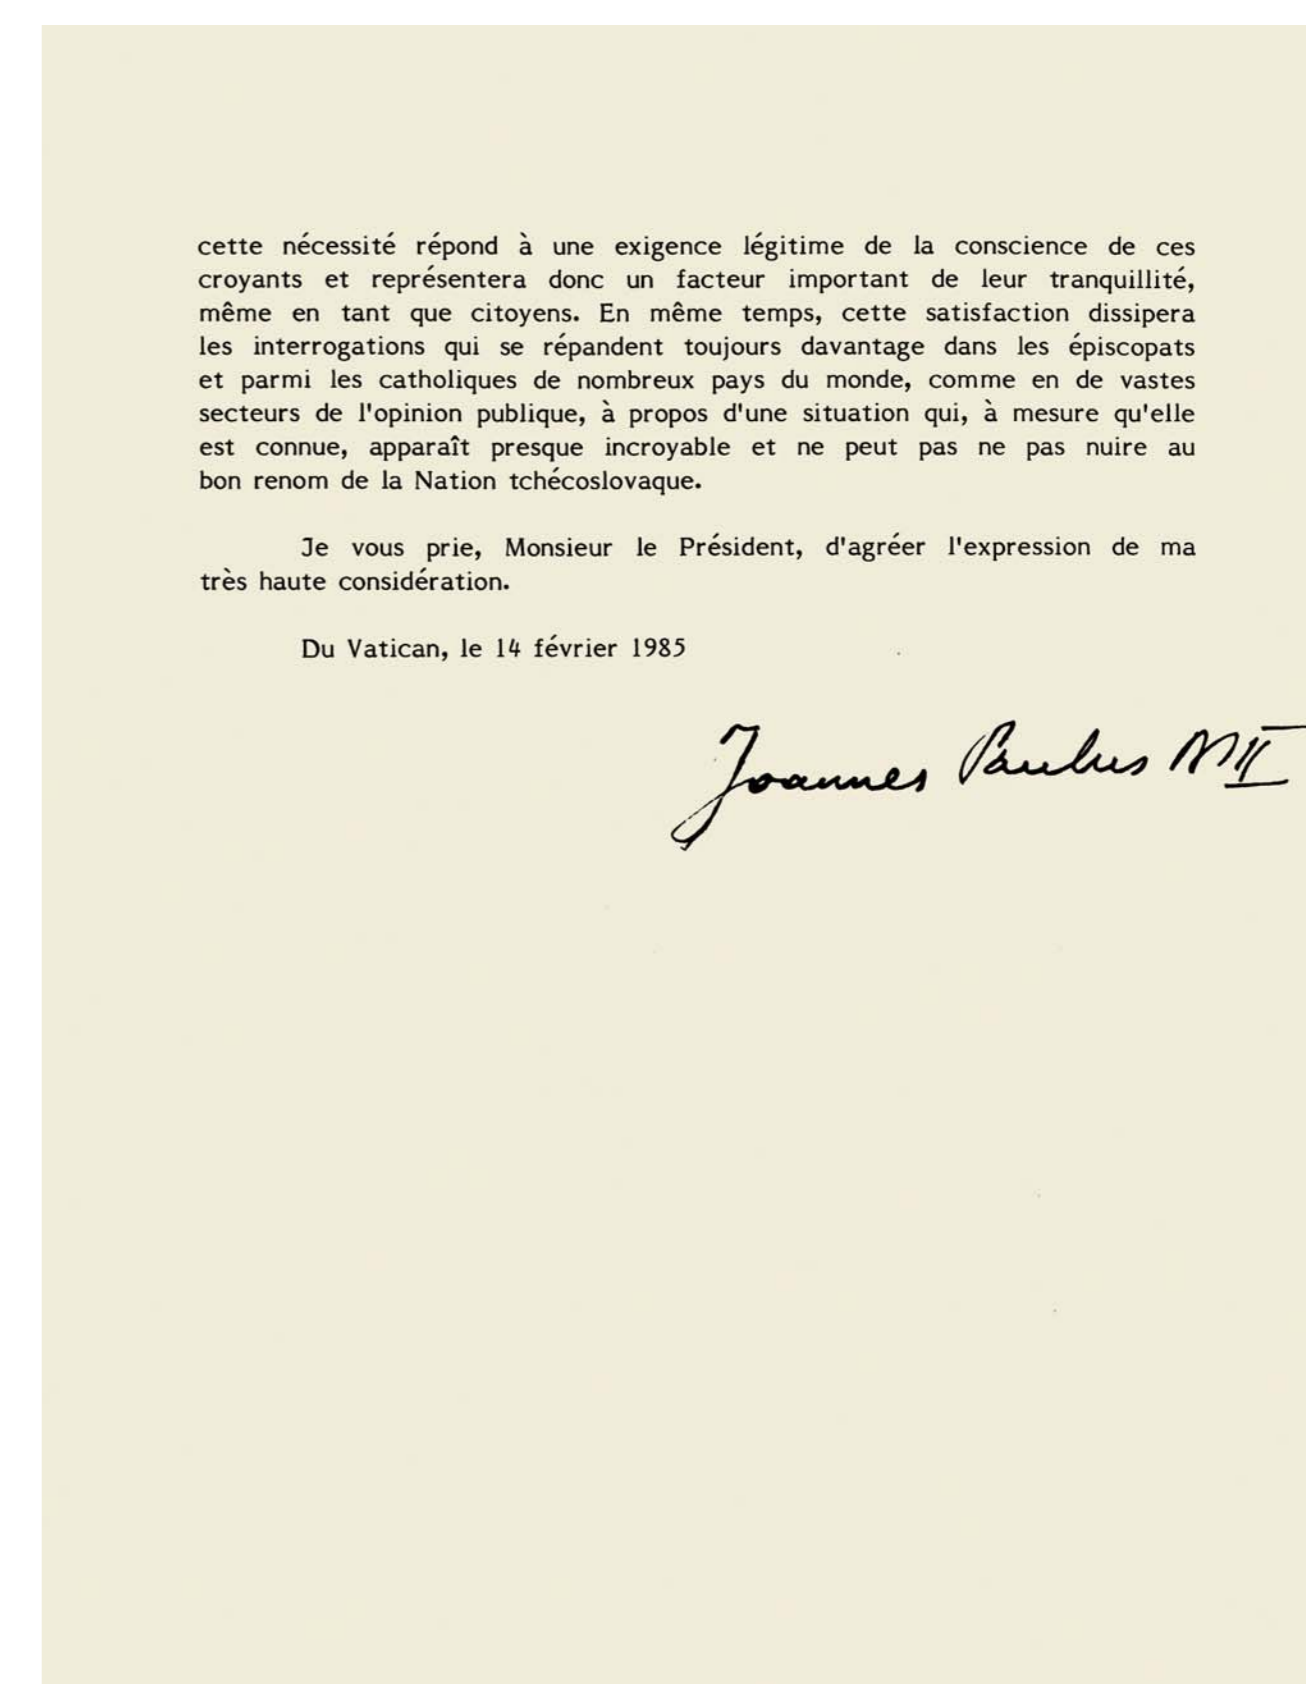 cette nécessité répond à une exigence légitime de la conscience de ces
croyants et représentera donc un facteur important de leur tranquillité,
même en tant que citoyens. En même temps, cette satisfaction dissipera
les interrogations qui se répandent toujours davantage dans les épiscopats
et parmi les catholiques de nombreux pays du monde, comme en de vastes
secteurs de l'opinion publique, à propos d'une situation qui, à mesure qu'elle
est connue, apparaît presque incroyable et ne peut pas ne pas nuire au
bon renom de la Nation tchécoslovaque.
Je vous prie, Monsieur le Président, d'agréer l'expression de ma
très haute considération.
Du Vatican, le 14 février 1985
Joannes Paulus II